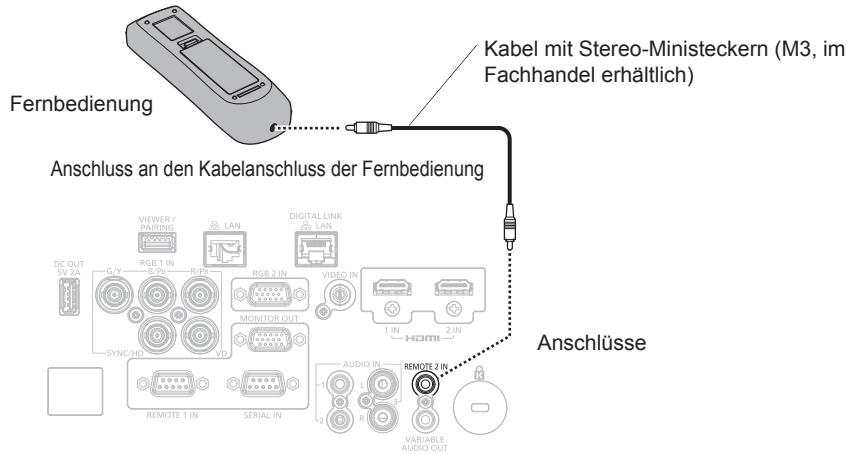 Kabel mit Stereo-Ministeckern (M3, im
Fachhandel erhältlich)
Fernbedienung
Anschluss an den Kabelanschluss der Fernbedienung
VIEWER /
PAIRING
LAN
DIGITAL LINK
LAN
DC OUT
5V 2A
RGB 1 IN
G/Y
B/PB
R/PR
RGB 2 IN
VIDEO IN
MONITOR OUT
1 IN
2 IN
HDMI
SYNC/HD
VD
Anschlüsse
AUDIO IN
REMOTE 2 IN
1
L
3
2
R
REMOTE 1 IN
SERIAL IN
VARIABLE
AUDIO OUT